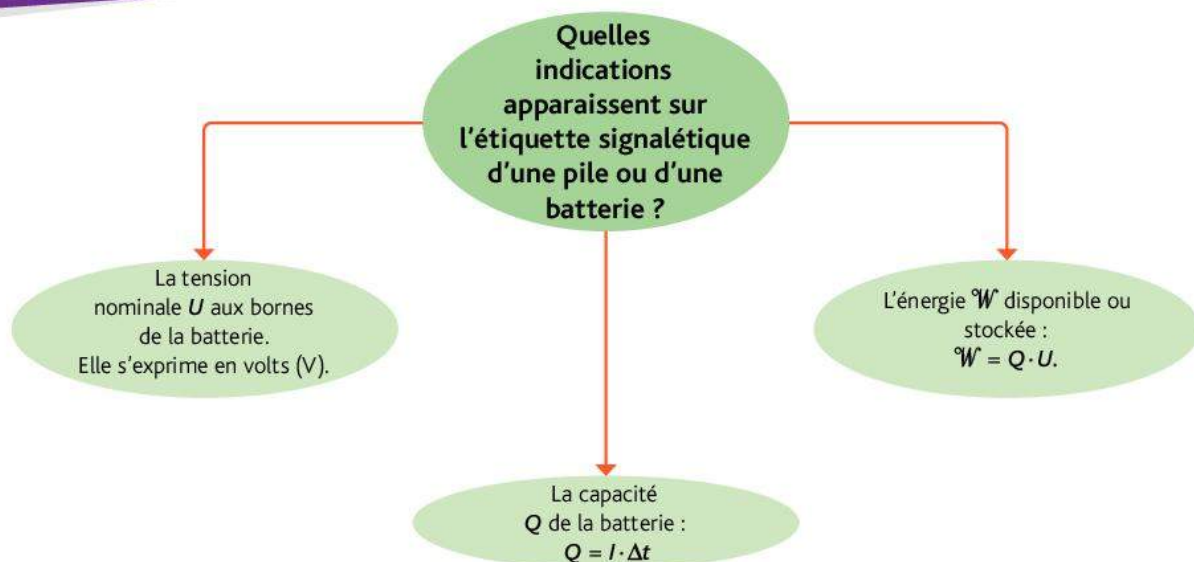 Quelles
indications
apparaissent sur
l'étiquette signalétique
d'une pile ou d'une
batterie ?
La tension
nominale U aux bornes
de la batterie.
Elle s'exprime en volts (V).
L'énergie W disponible ou
stockée :
W = Q · U.
La capacité
Q de la batterie :
Q = I · Δt